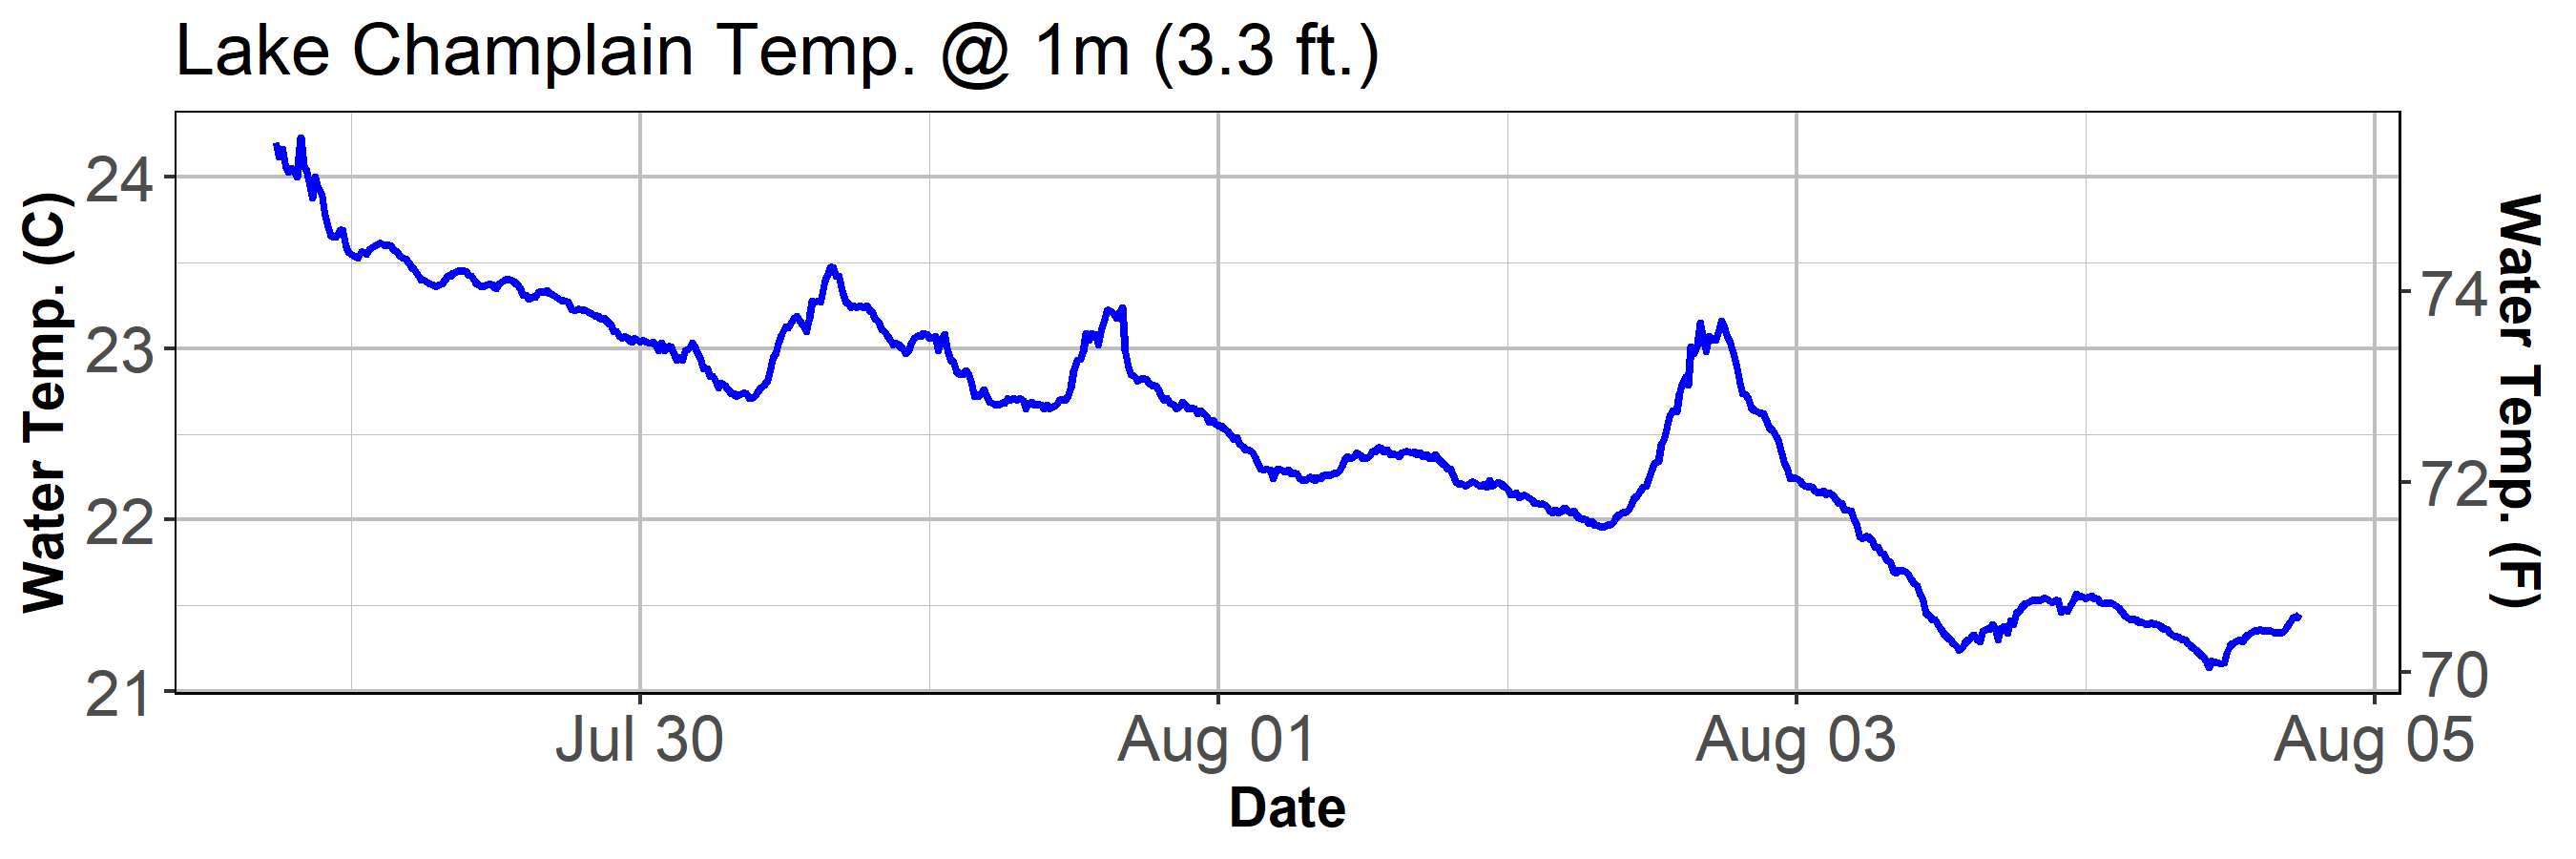 Lake Champlain Temp. @ 1m (3.3 ft.)
Water Temp. (C)
24
23
22
21
74
72
70
Water Temp. (F)
Jul 30
Aug 01
Aug 03
Aug 05
Date